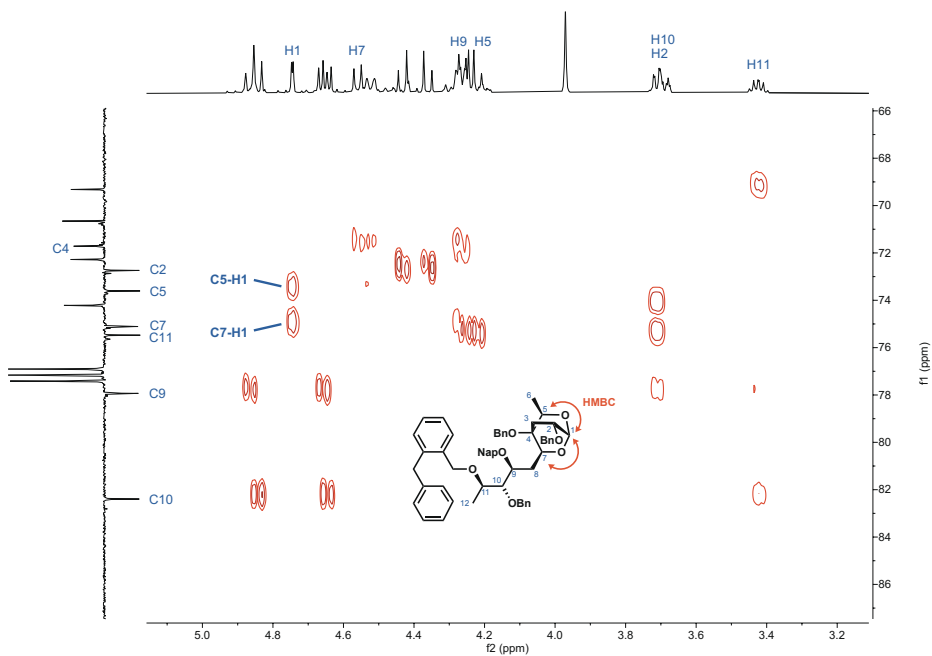 H1
H7
H9
H5
H10
H2
H11
66
68
70
72
74
76
78
80
82
84
86
f1 (ppm)
C4
C2
C5
C7
C11
C9
C10
C5-H1
C7-H1
6
5
O
HMBC
3
BnO
2
1
4
BnO
O
NapO
7
9
8
O
10
11
12
OBn
5.0
4.8
4.6
4.4
4.2
4.0
3.8
3.6
3.4
3.2
f2 (ppm)